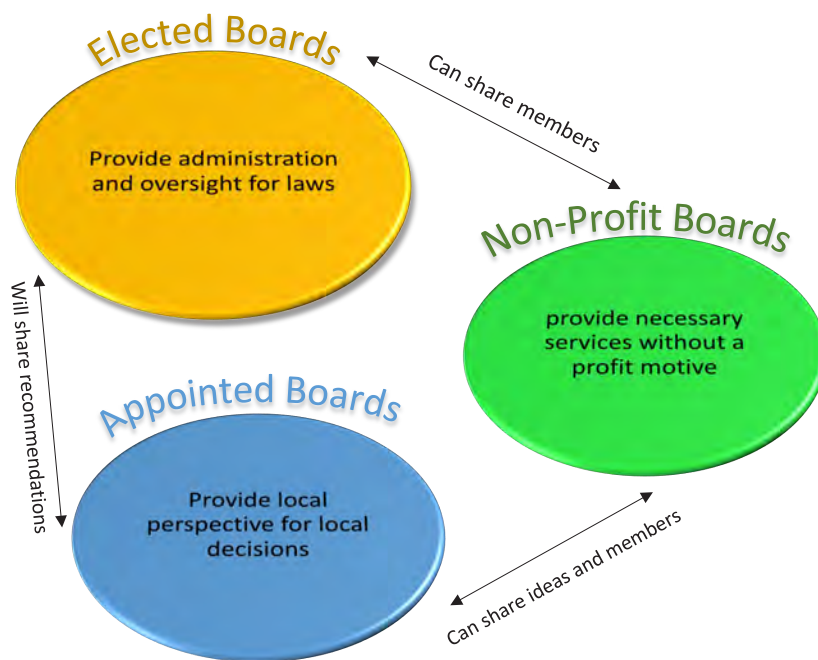 Elected Boards
Provide administration
and oversight for laws
Can share members
Non-Profit Boards
provide necessary
services without a
profit motive
Will share recommendations
Appointed Boards
Provide local
perspective for local
decisions
Can share ideas and members